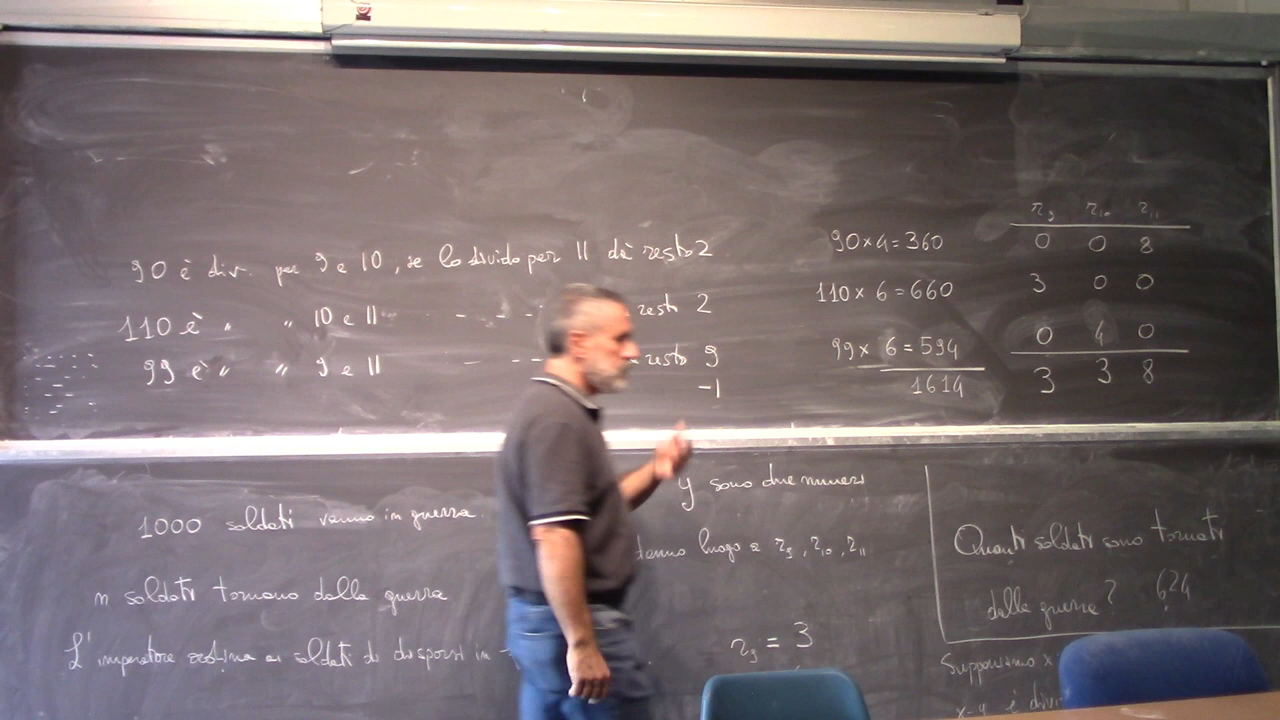 90 è div. per 9 e 10, se lo divido per 11 dà resto 2
110 è " " 10 e 11 - - - resto 2
99 è " " 9 e 11 - - - resto 9
-1
90×4=360
110×6=660
99×6=594
1614
r₉ r₁₀ r₁₁
0 0 8
3 0 0
0 4 0
3 3 8
1000 soldati vanno in guerra.
n soldati tornano dalla guerra
L'imperatore ordina ai soldati di disporsi in
y sono due numeri
danno luogo a r₉, r₁₀, r₁₁
r₉ = 3
Quanti soldati sono tornati
dalla guerra? 624
Supponiamo x
x-y è divi